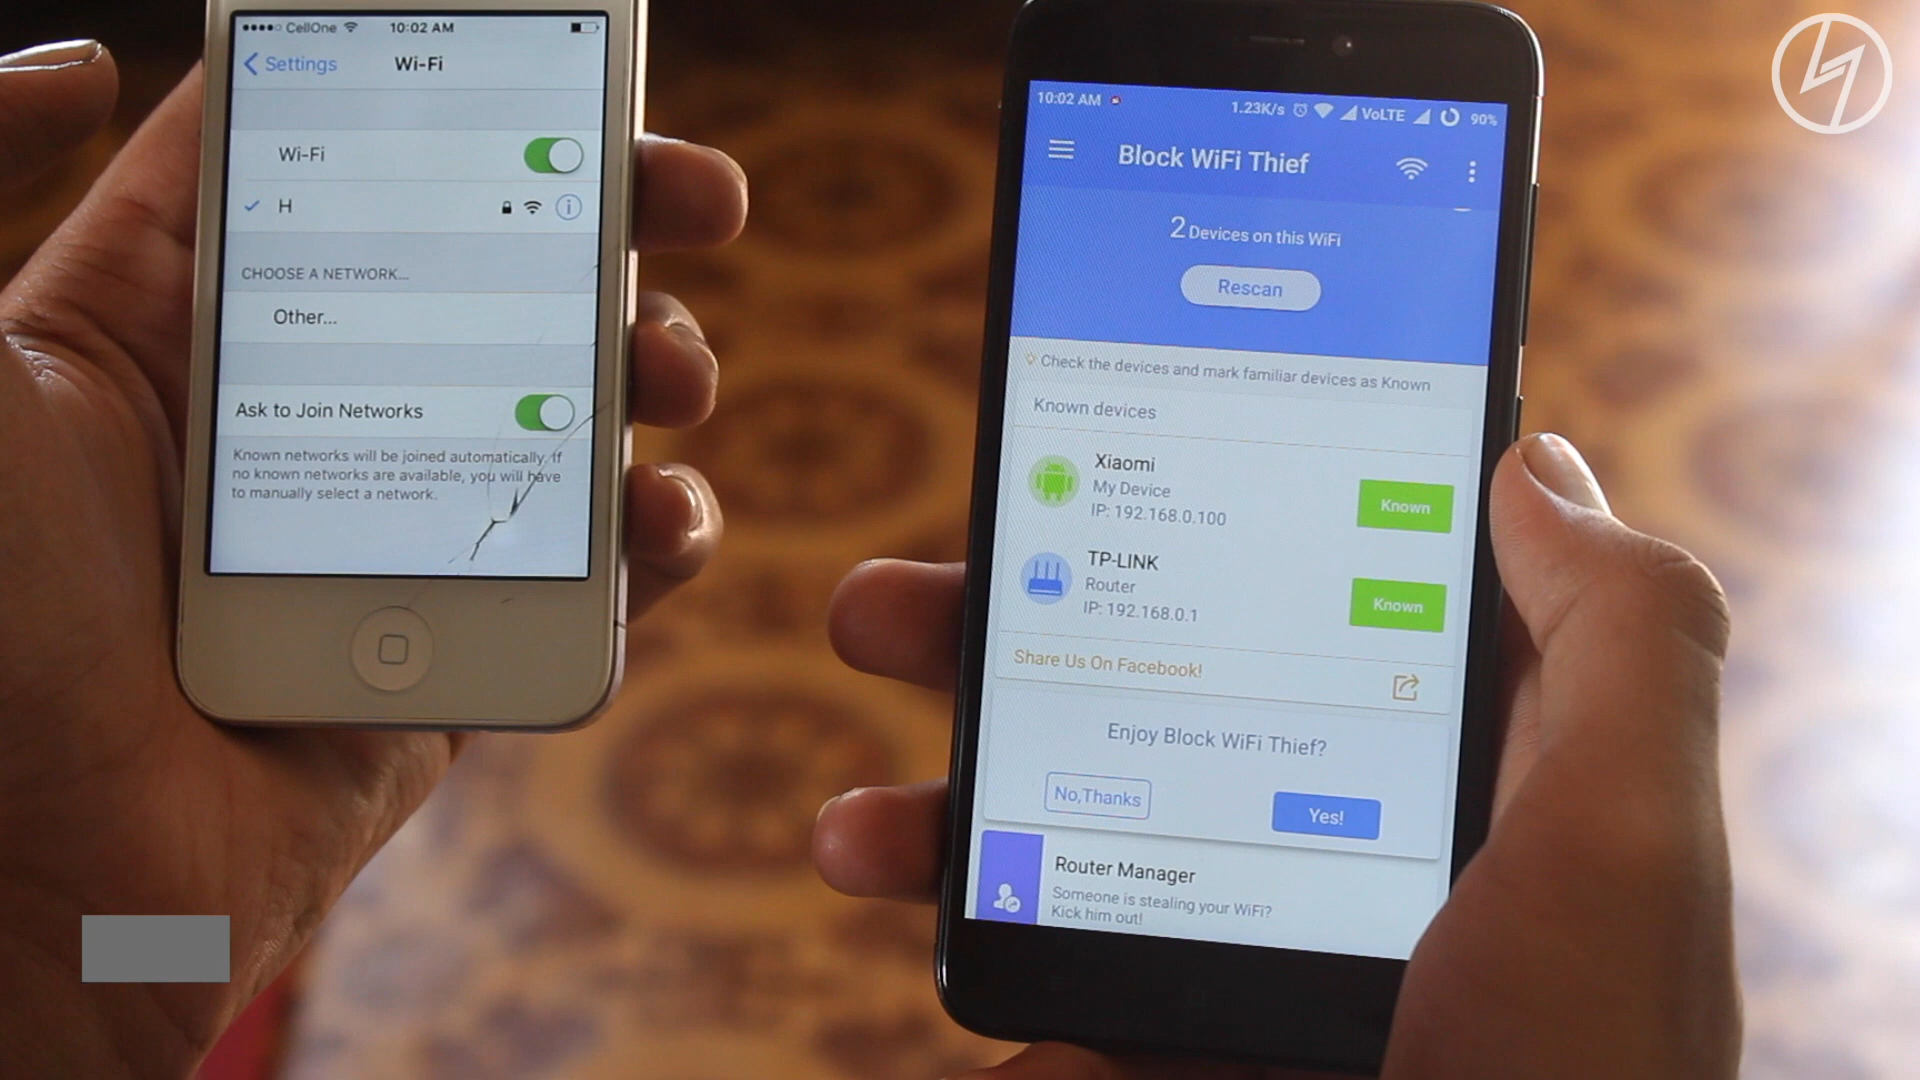 CellOne 10:02 AM
Settings Wi-Fi
Wi-Fi
H
CHOOSE A NETWORK...
Other...
Ask to Join Networks
Known networks will be joined automatically. If
no known networks are available, you will have
to manually select a network.
10:02 AM 1.23K/s VoLTE 90%
Block WiFi Thief
2 Devices on this WiFi
Rescan
Check the devices and mark familiar devices as Known
Known devices
Xiaomi
My Device
IP: 192.168.0.100
Known
TP-LINK
Router
IP: 192.168.0.1
Known
Share Us On Facebook!
Enjoy Block WiFi Thief?
No,Thanks Yes!
Router Manager
Someone is stealing your WiFi?
Kick him out!